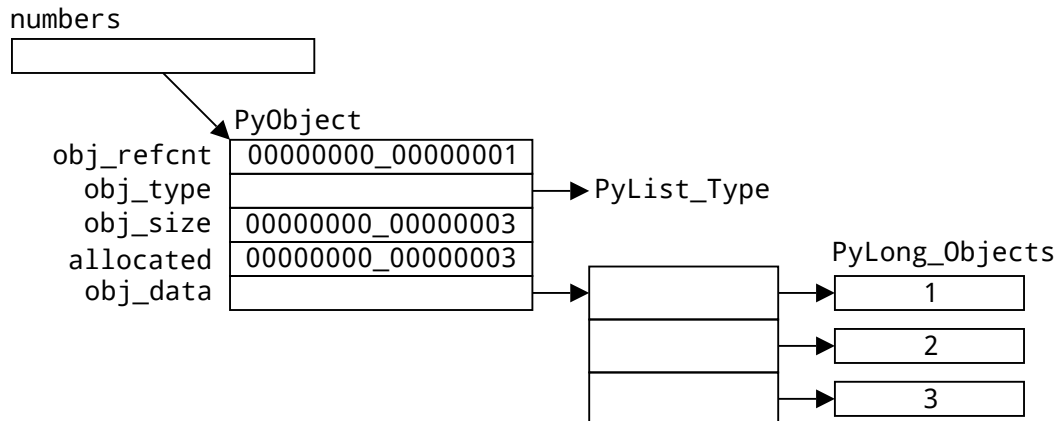 numbers
PyObject
obj_refcnt 00000000_00000001
obj_type PyList_Type
obj_size 00000000_00000003
allocated 00000000_00000003
obj_data
PyLong_Objects
1
2
3